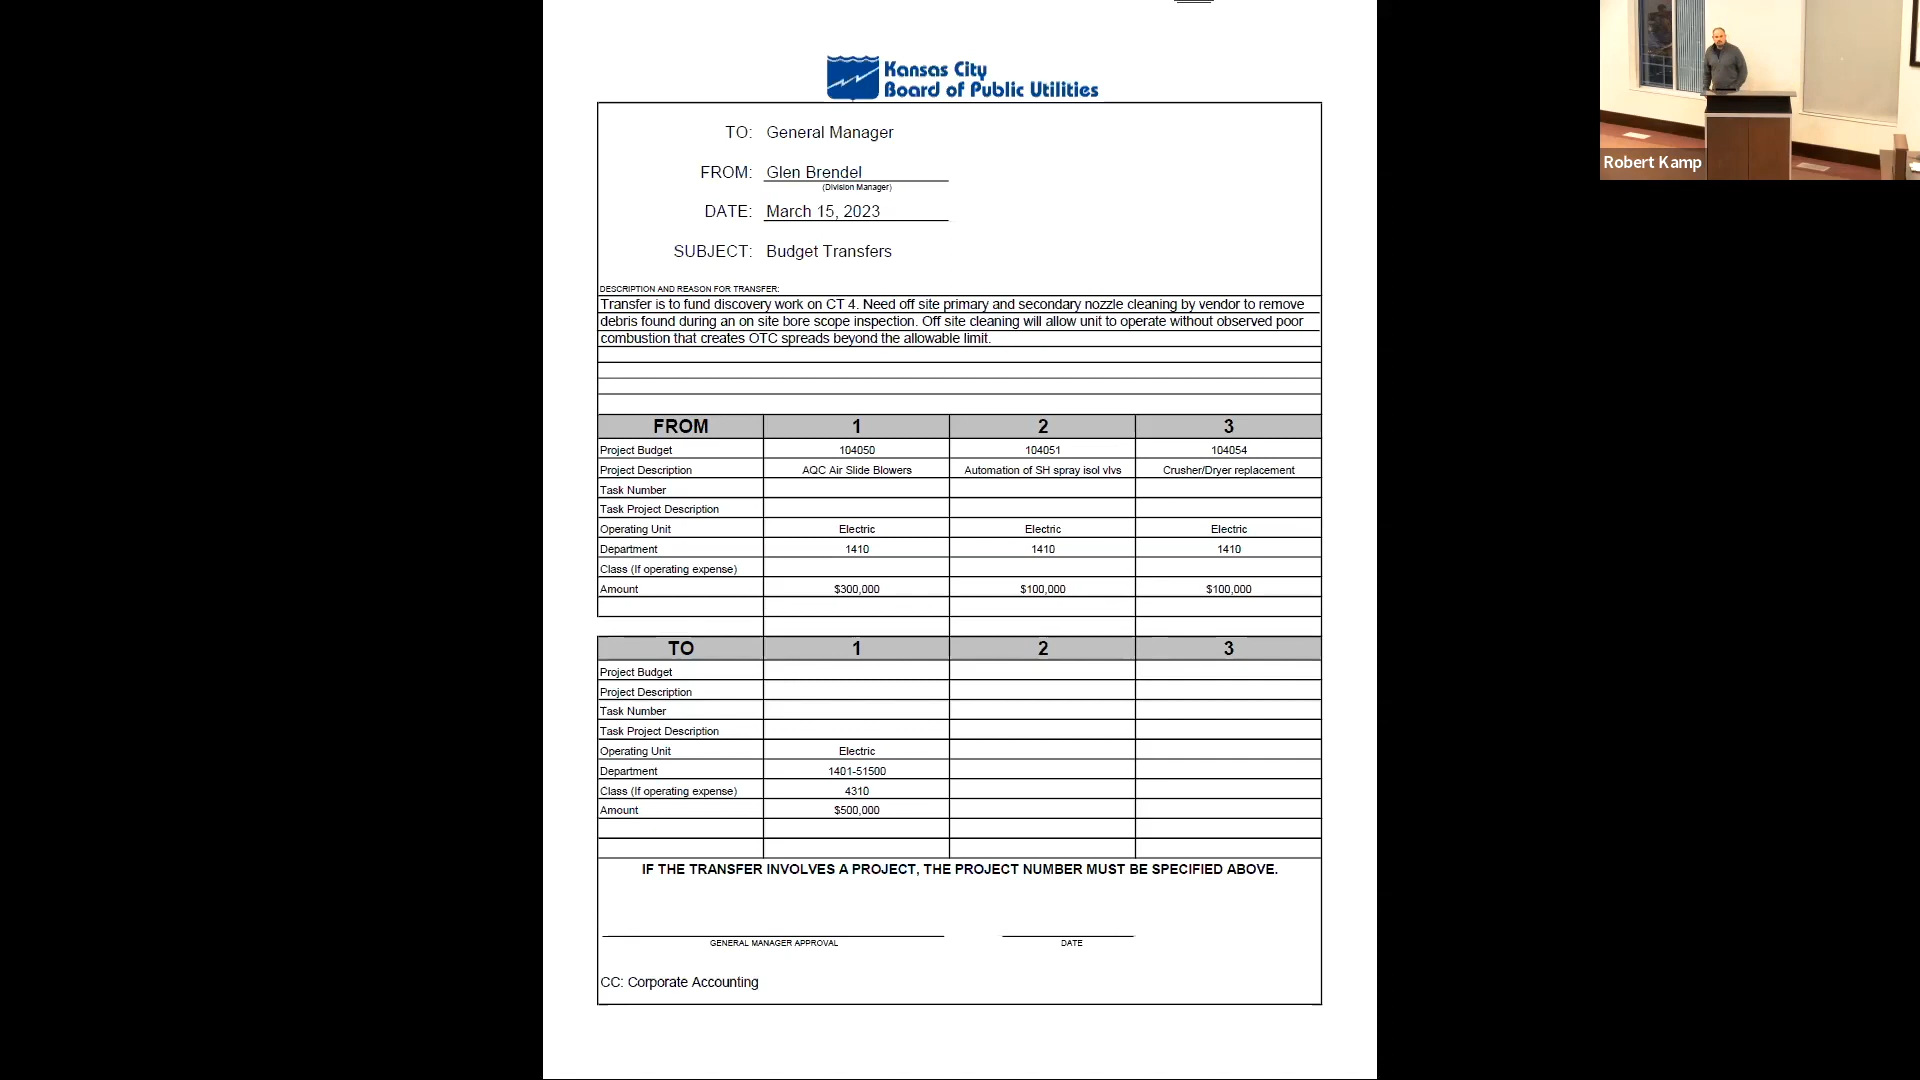 Kansas City
Board of Public Utilities
TO: General Manager
FROM: Glen Brendel
(Division Manager)
DATE: March 15, 2023
SUBJECT: Budget Transfers
DESCRIPTION AND REASON FOR TRANSFER:
Transfer is to fund discovery work on CT 4. Need off site primary and secondary nozzle cleaning by vendor to remove
debris found during an on site bore scope inspection. Off site cleaning will allow unit to operate without observed poor
combustion that creates OTC spreads beyond the allowable limit.
FROM 1 2 3
Project Budget 104050 104051 104054
Project Description AQC Air Slide Blowers Automation of SH spray isol vlvs Crusher/Dryer replacement
Task Number
Task Project Description
Operating Unit Electric Electric Electric
Department 1410 1410 1410
Class (If operating expense)
Amount $300,000 $100,000 $100,000
TO 1 2 3
Project Budget
Project Description
Task Number
Task Project Description
Operating Unit Electric
Department 1401-51500
Class (If operating expense) 4310
Amount $500,000
IF THE TRANSFER INVOLVES A PROJECT, THE PROJECT NUMBER MUST BE SPECIFIED ABOVE.
GENERAL MANAGER APPROVAL DATE
CC: Corporate Accounting
Robert Kamp